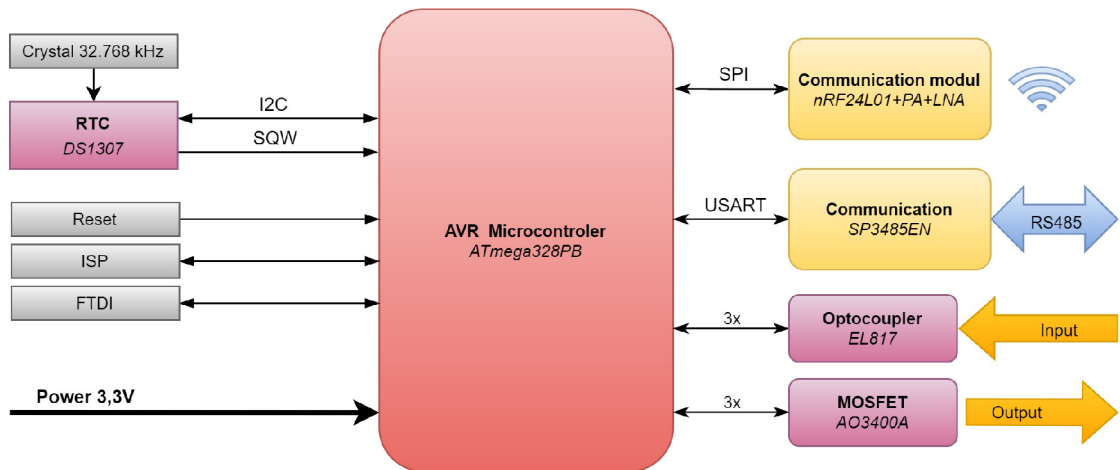 Crystal 32.768 kHz
RTC
DS1307
I2C
SQW
Reset
ISP
FTDI
Power 3,3V
AVR Microcontroler
ATmega328PB
SPI
Communication modul
nRF24L01+PA+LNA
USART
Communication
SP3485EN
RS485
3x
Optocoupler
EL817
Input
3x
MOSFET
AO3400A
Output